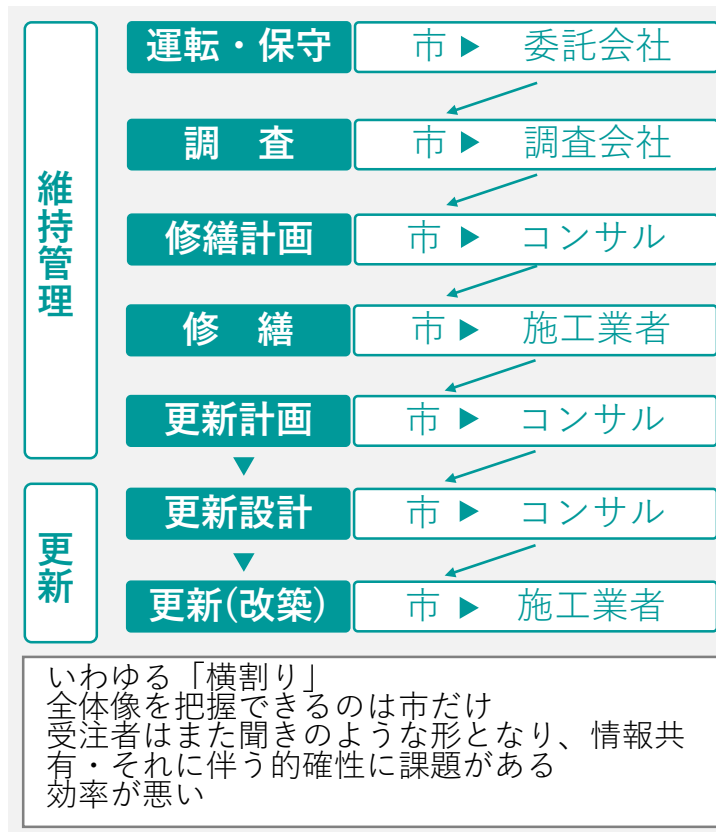 維持管理
運転・保守 市 ▶ 委託会社
調 査 市 ▶ 調査会社
修繕計画 市 ▶ コンサル
修 繕 市 ▶ 施工業者
更新計画 市 ▶ コンサル
更新
更新設計 市 ▶ コンサル
更新(改築) 市 ▶ 施工業者
いわゆる「横割り」
全体像を把握できるのは市だけ
受注者はまた聞きのような形となり、情報共
有・それに伴う的確性に課題がある
効率が悪い